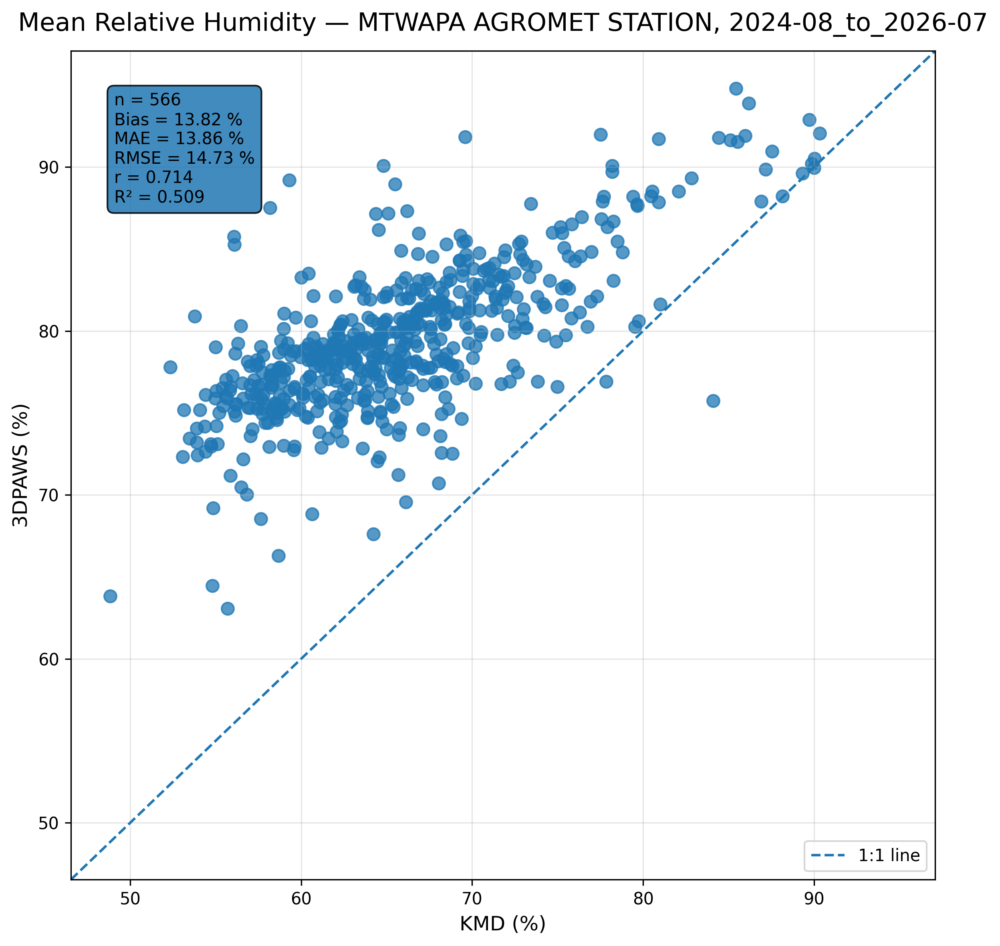 Mean Relative Humidity — MTWAPA AGROMET STATION, 2024-08_to_2026-07
n = 566
Bias = 13.82 %
MAE = 13.86 %
RMSE = 14.73 %
r = 0.714
R² = 0.509
90
80
70
60
50
3DPAWS (%)
1:1 line
50 60 70 80 90
KMD (%)